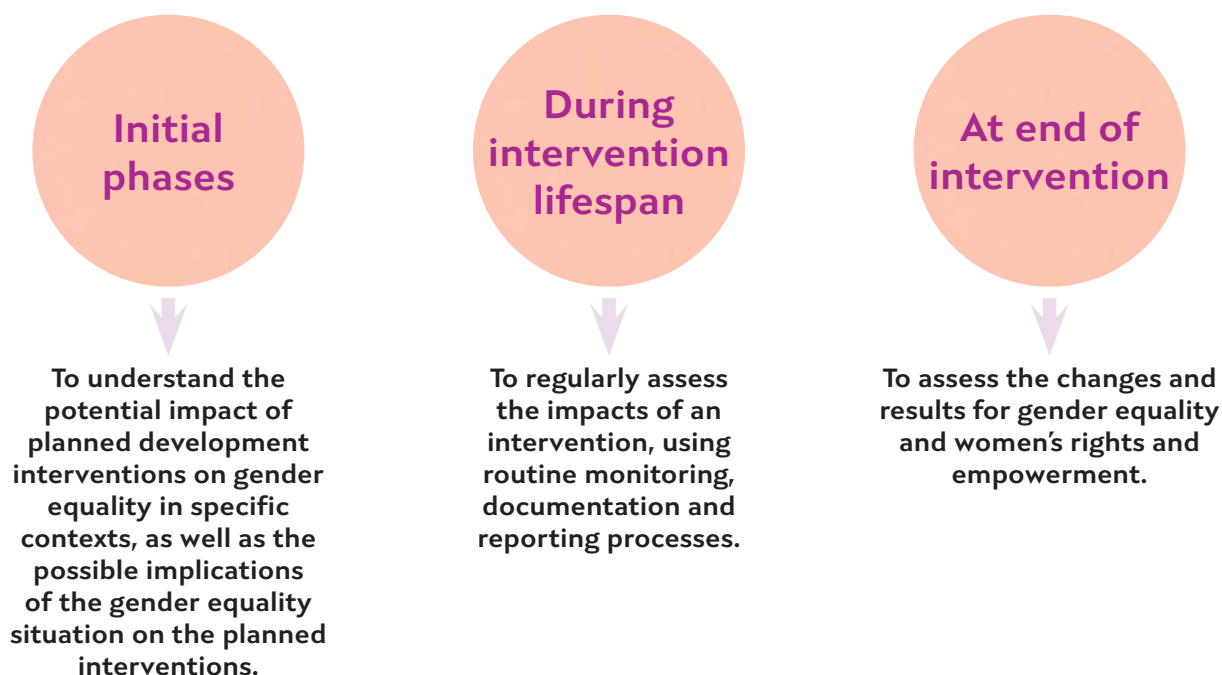 Initial
phases
To understand the
potential impact of
planned development
interventions on gender
equality in specific
contexts, as well as the
possible implications
of the gender equality
situation on the planned
interventions.
During
intervention
lifespan
To regularly assess
the impacts of an
intervention, using
routine monitoring,
documentation and
reporting processes.
At end of
intervention
To assess the changes and
results for gender equality
and women’s rights and
empowerment.